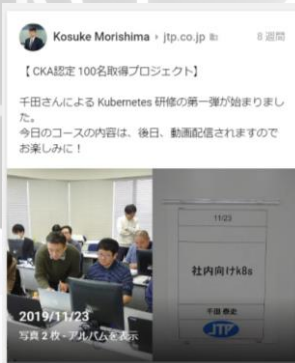 Kosuke Morishima ▸ jtp.co.jp
8 週間
【 CKA認定 100名取得プロジェクト】
千田さんによる Kubernetes 研修の第一弾が始まりまし
た。
今日のコースの内容は、後日、動画配信されますので
お楽しみに！
11/23
社内向けk8s
千田 泰史
JTP
2019/11/23
写真 2 枚 - アルバムを表示